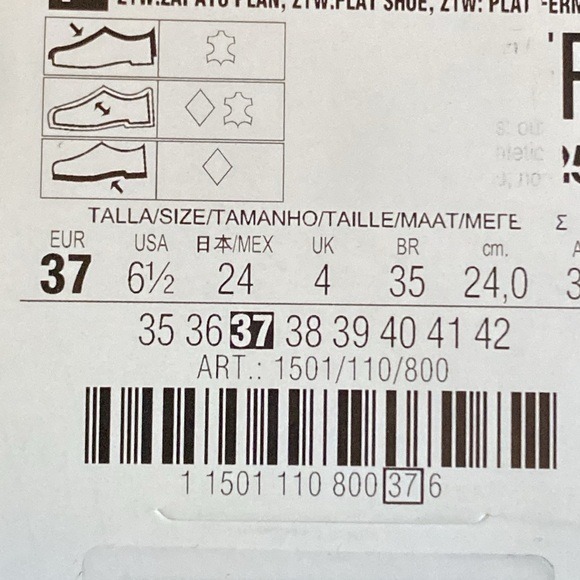 ZTW:ZAPATO PLAN, ZTW:FLAT SHOE, ZTW: PLAT -ERM
TALLA/SIZE/TAMANHO/TAILLE/MAAT/ΜΕΓΕ Σ
EUR USA 日本/MEX UK BR cm.
37 6½ 24 4 35 24,0 3
35 36 37 38 39 40 41 42
ART.: 1501/110/800
1 1501 110 800 37 6